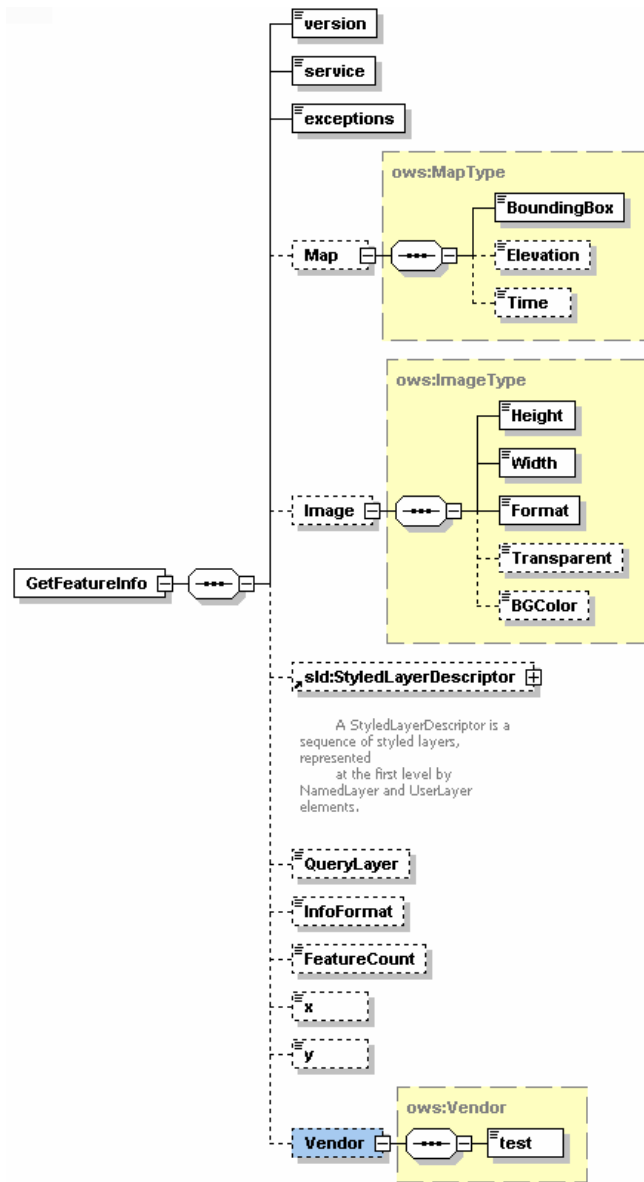 version
service
exceptions
ows:MapType
BoundingBox
Map
Elevation
Time
ows:ImageType
Height
Width
Image
Format
Transparent
GetFeatureInfo
BGColor
sld:StyledLayerDescriptor
A StyledLayerDescriptor is a
sequence of styled layers,
represented
at the first level by
NamedLayer and UserLayer
elements.
QueryLayer
InfoFormat
FeatureCount
x
y
ows:Vendor
Vendor
test